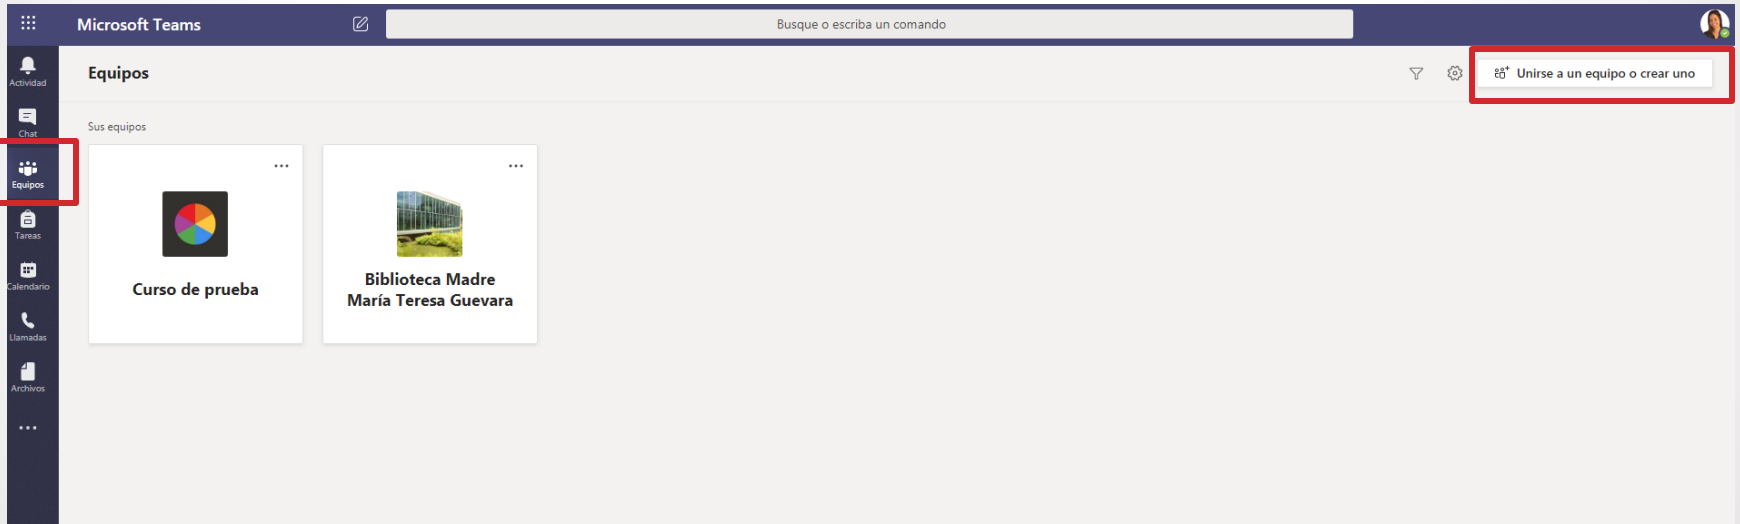 Microsoft Teams
Busque o escriba un comando
Actividad
Chat
Equipos
Tareas
Calendario
Llamadas
Archivos
Equipos
Unirse a un equipo o crear uno
Sus equipos
Curso de prueba
Biblioteca Madre
María Teresa Guevara